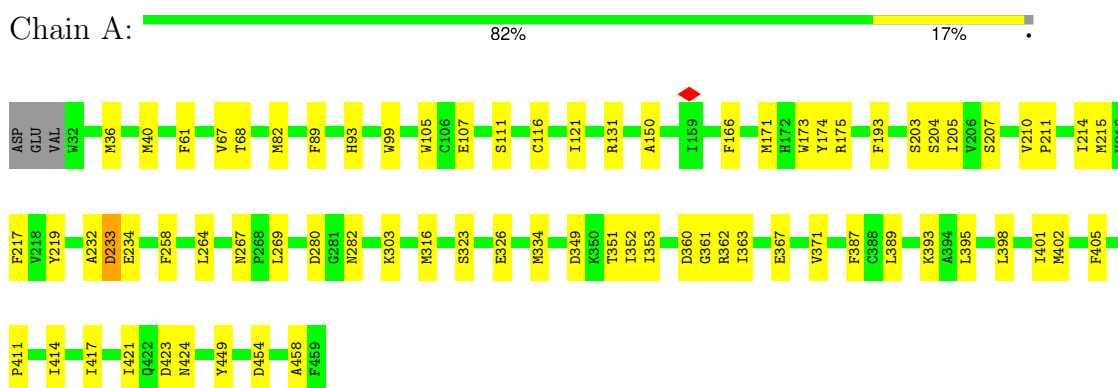 Chain A:
82% 17% •
ASP GLU VAL W32 M36 M40 F61 V67 T68 M82 F89 H93 W99 W105 C106 E107 S111 C116 I121 R131 A150 I159 F166 M171 H172 W173 Y174 R175 F193 S203 S204 I205 V206 S207 V210 P211 I214 M215
F217 V218 Y219 A232 D233 E234 F258 L264 N267 P268 L269 D280 G281 N282 K303 M316 S323 E326 M334 D349 K350 T351 I352 I353 D360 G361 R362 I363 E367 V371 F387 C388 L389 K393 A394 L395 L398 I401 M402 F405
P411 I414 I417 I421 Q422 D423 N424 Y449 D454 A458 F459